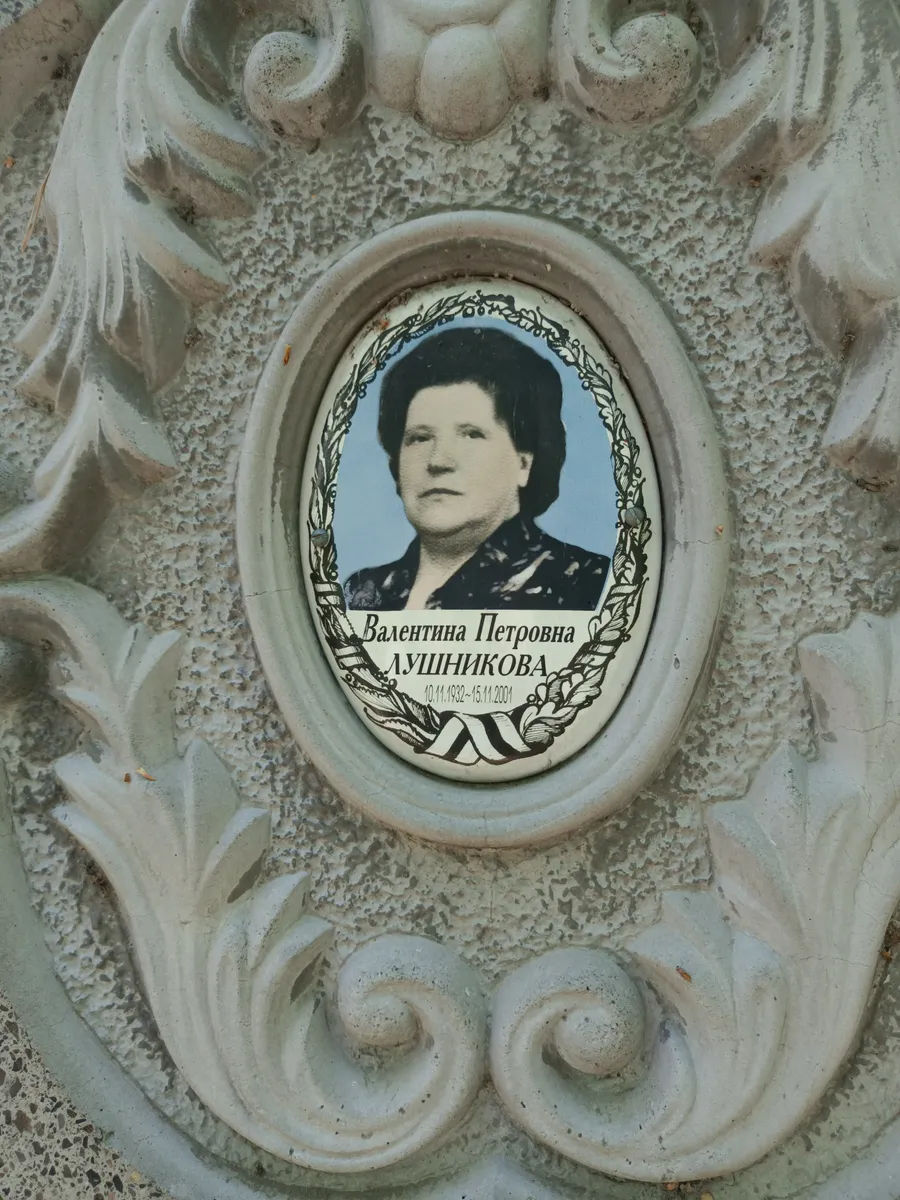 Валентина Петровна
ЛУШНИКОВА
10.11.1932~15.11.2001